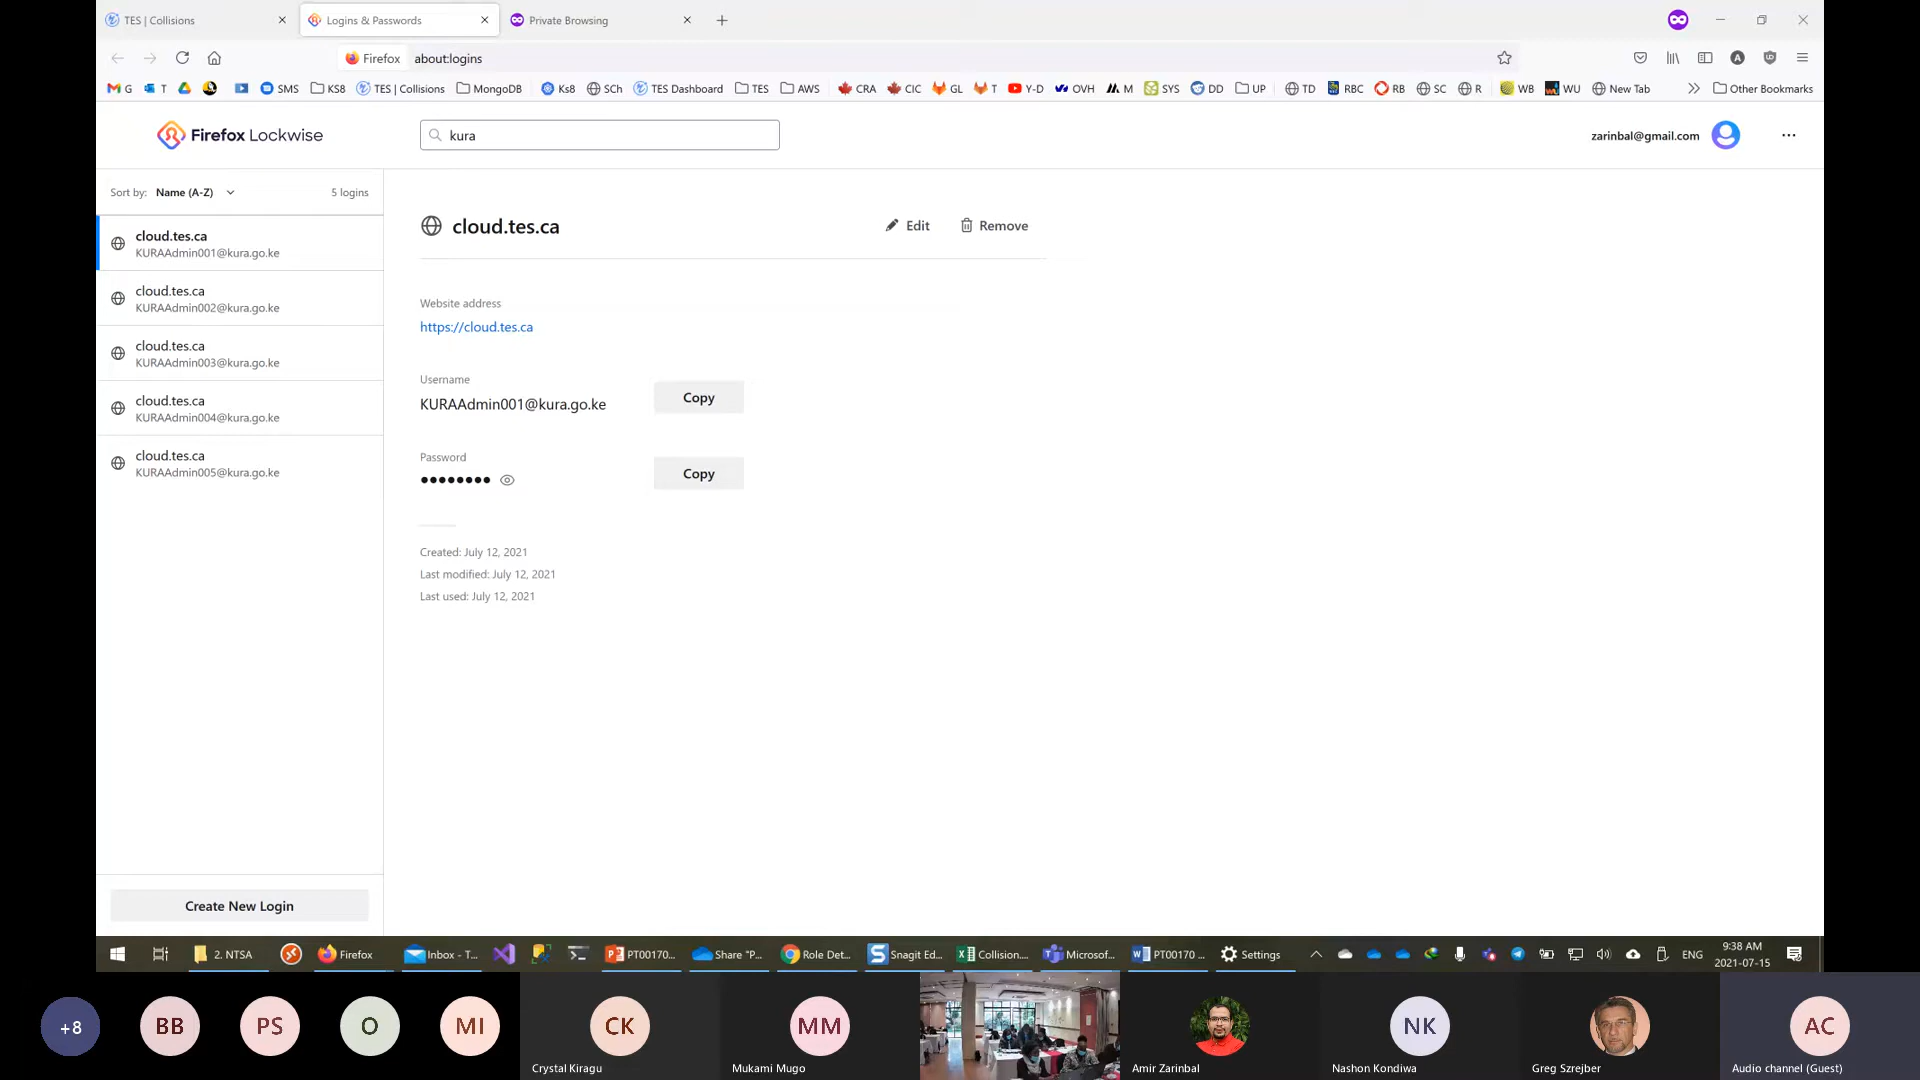 TES | Collisions
Logins & Passwords
Private Browsing
Firefox
about:logins
G
T
SMS
KS8
TES | Collisions
MongoDB
Ks8
SCh
TES Dashboard
TES
AWS
CRA
CIC
GL
T
Y-D
OVH
M
SYS
DD
UP
TD
RBC
RB
SC
R
WB
WU
New Tab
Other Bookmarks
Firefox Lockwise
kura
zarinbal@gmail.com
Sort by: Name (A-Z)
5 logins
cloud.tes.ca
KURAAdmin001@kura.go.ke
cloud.tes.ca
KURAAdmin002@kura.go.ke
cloud.tes.ca
KURAAdmin003@kura.go.ke
cloud.tes.ca
KURAAdmin004@kura.go.ke
cloud.tes.ca
KURAAdmin005@kura.go.ke
Create New Login
cloud.tes.ca
Edit
Remove
Website address
https://cloud.tes.ca
Username
KURAAdmin001@kura.go.ke
Copy
Password
●●●●●●●●
Copy
Created: July 12, 2021
Last modified: July 12, 2021
Last used: July 12, 2021
2. NTSA
Firefox
Inbox - T...
PT00170...
Share "P...
Role Det...
Snagit Ed...
Collision....
Microsof...
PT00170 ...
Settings
ENG
9:38 AM
2021-07-15
+8
BB
PS
O
MI
CK
Crystal Kiragu
MM
Mukami Mugo
Amir Zarinbal
NK
Nashon Kondiwa
Greg Szrejber
AC
Audio channel (Guest)